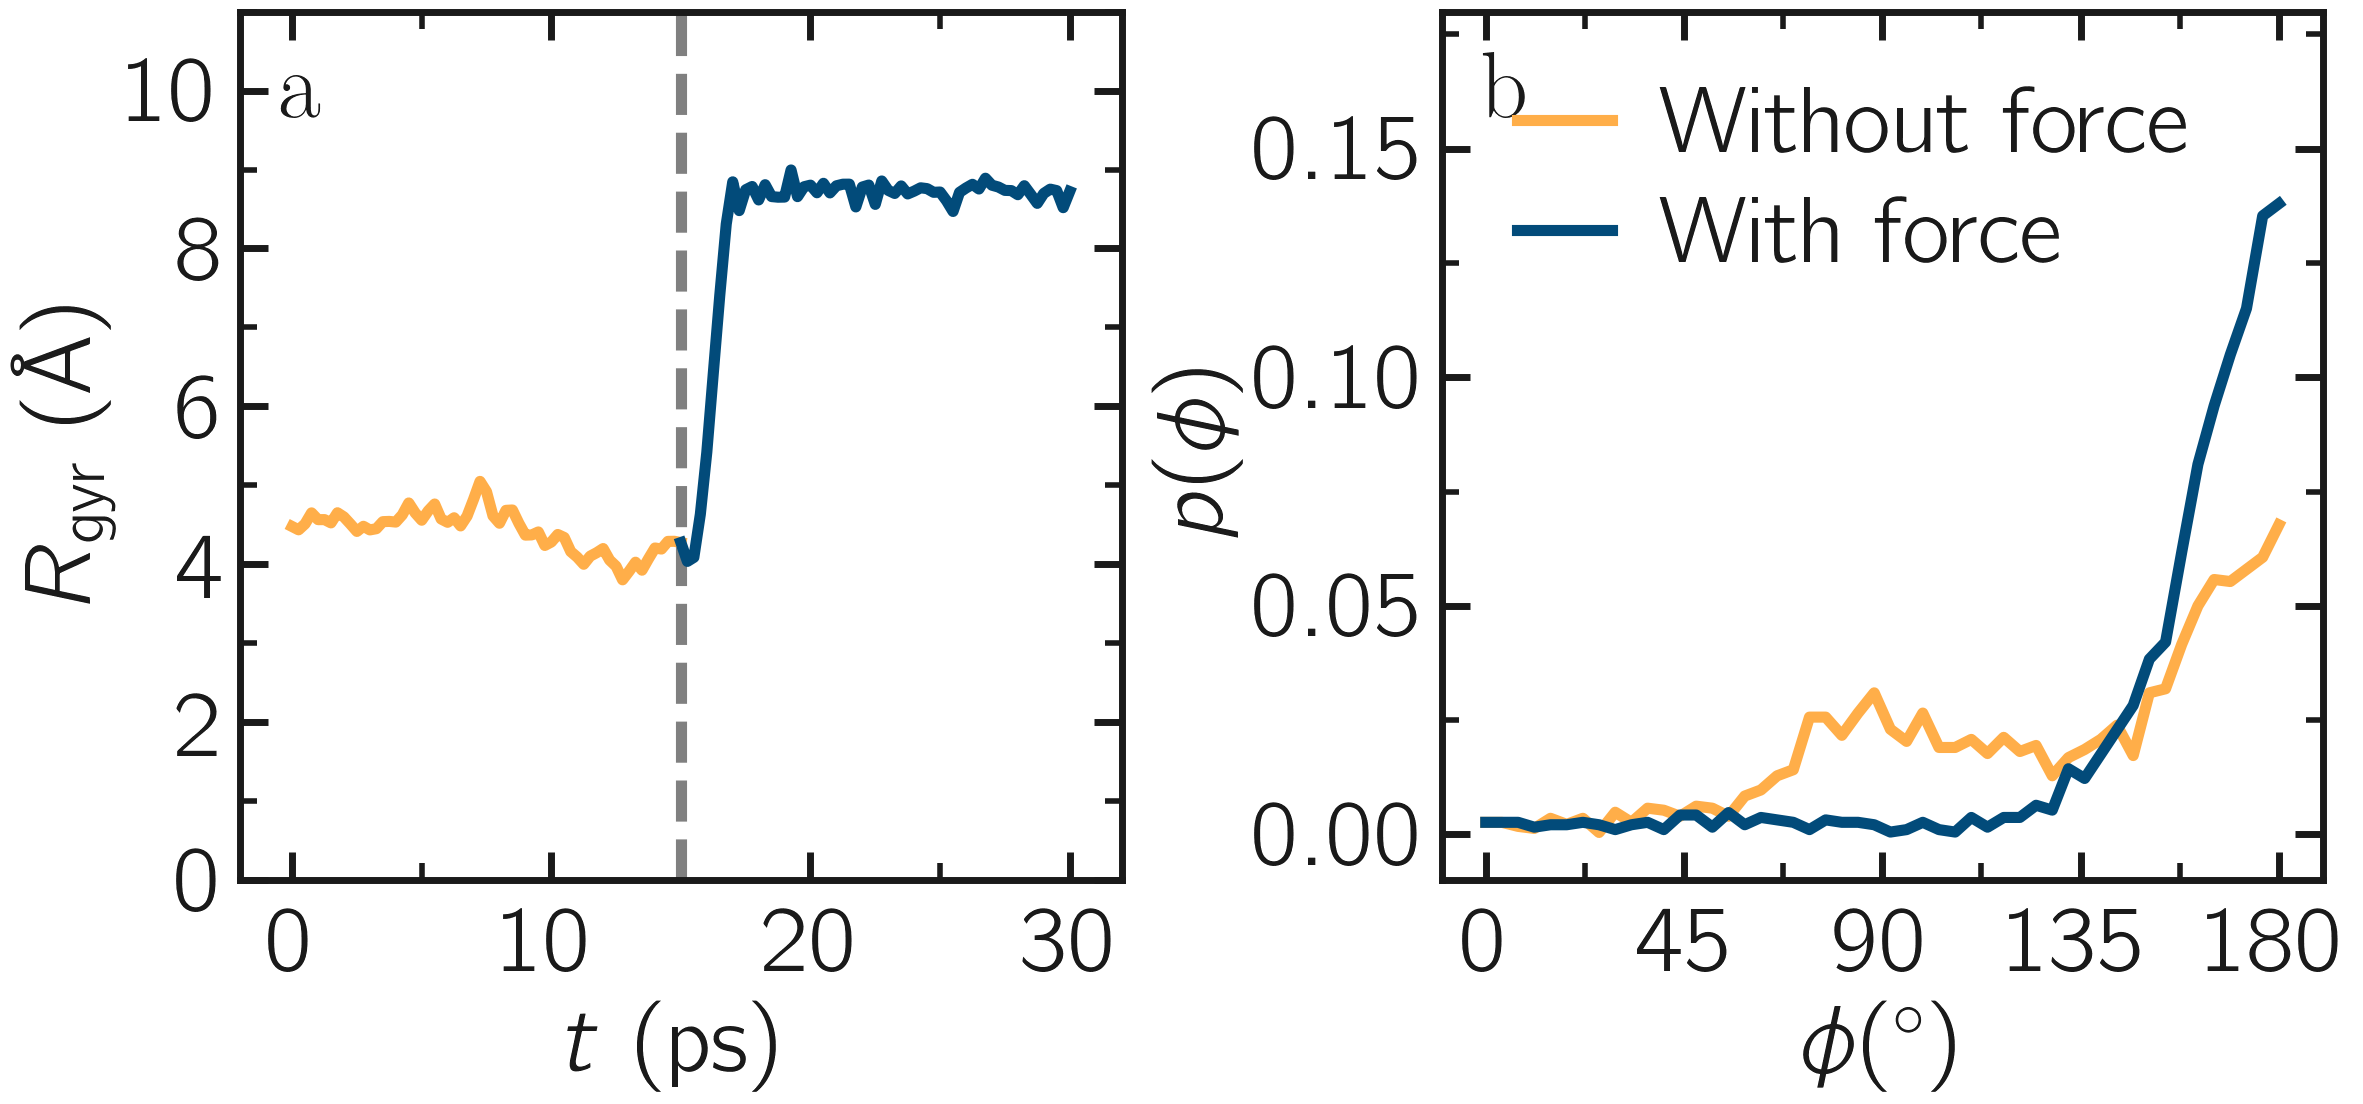 a
10
8
6
4
2
0
R_gyr (Å)
0 10 20 30
t (ps)
b
Without force
With force
0.15
0.10
0.05
0.00
p(ϕ)
0 45 90 135 180
ϕ(°)